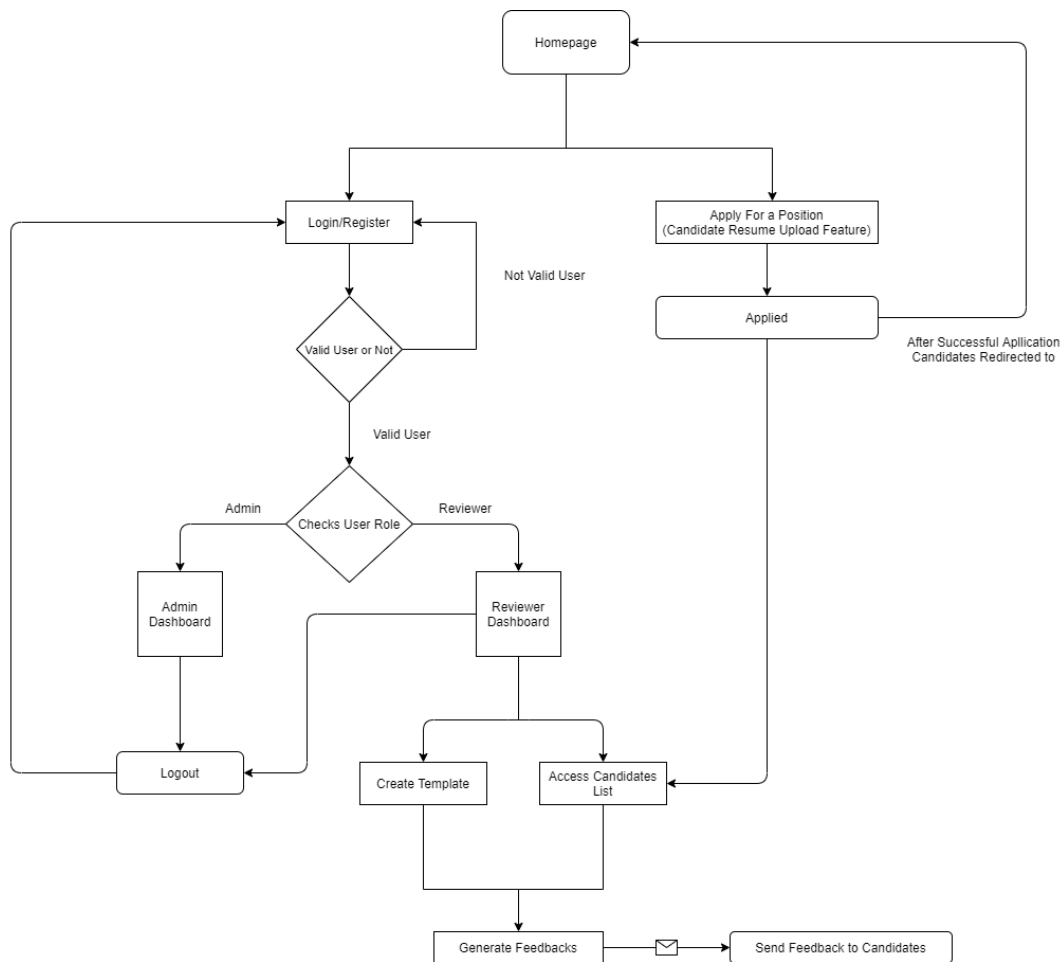 Homepage
Login/Register
Apply For a Position
(Candidate Resume Upload Feature)
Not Valid User
Applied
Valid User or Not
After Successful Apllication
Candidates Redirected to
Valid User
Admin
Reviewer
Checks User Role
Admin
Dashboard
Reviewer
Dashboard
Logout
Create Template
Access Candidates
List
Generate Feedbacks
Send Feedback to Candidates